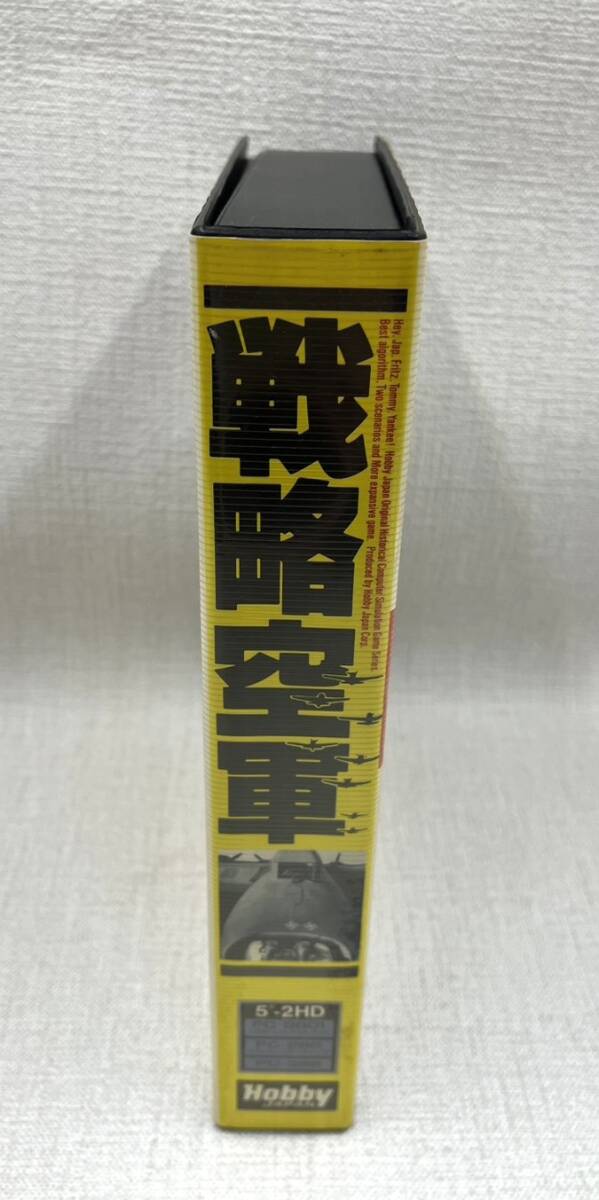 戦略空軍
Hey, Jap, Fritz, Tommy, Yankee! Hobby Japan Original Historical Computer Simulation Game Series.
Best algorithm. Two scenarios and More expansive game. Produced by Hobby Japan Corp.
5"-2HD
Hobby
JAPAN